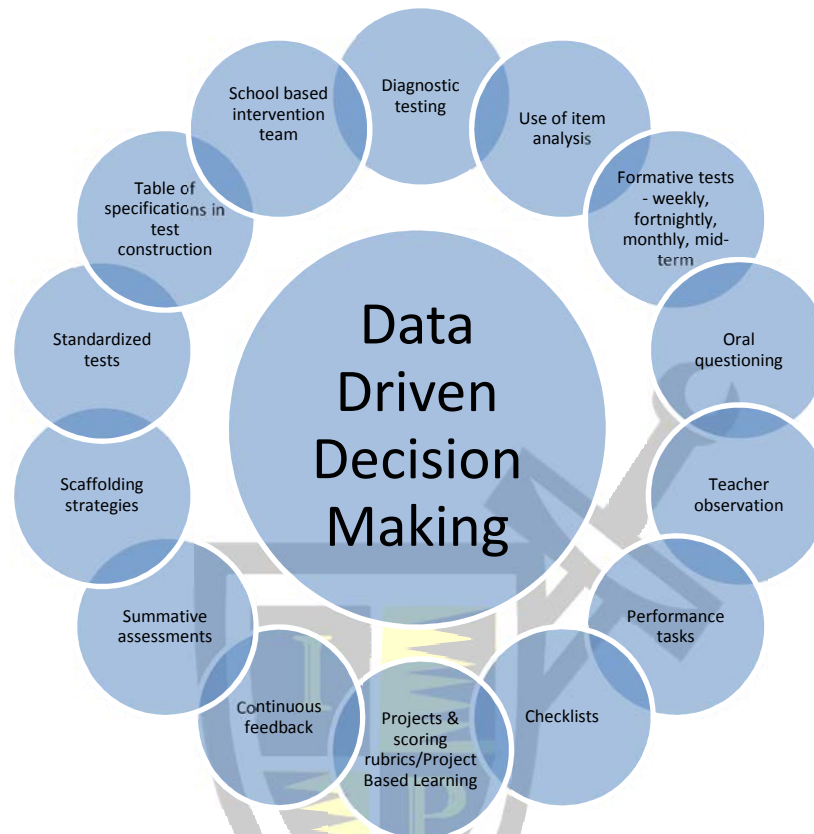 Data
Driven
Decision
Making
Diagnostic
testing
Use of item
analysis
Formative tests
- weekly,
fortnightly,
monthly, mid-
term
Oral
questioning
Teacher
observation
Performance
tasks
Checklists
Projects &
scoring
rubrics/Project
Based Learning
Continuous
feedback
Summative
assessments
Scaffolding
strategies
Standardized
tests
Table of
specifications in
test
construction
School based
intervention
team
I
P